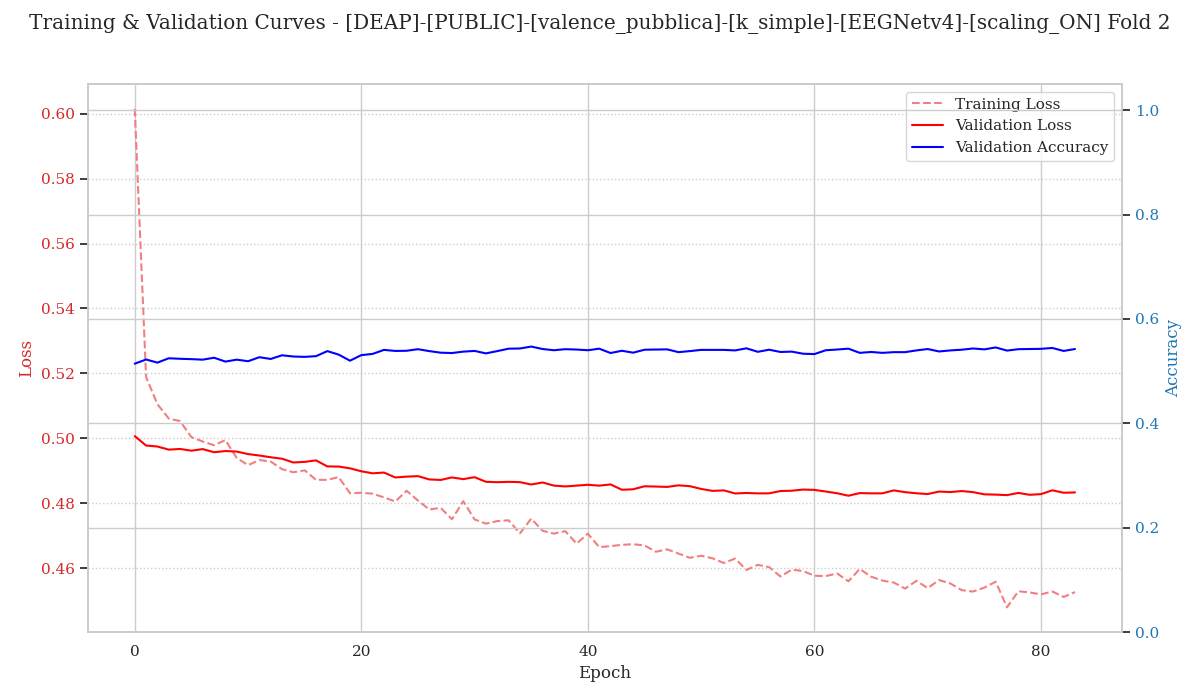 Training & Validation Curves - [DEAP]-[PUBLIC]-[valence_pubblica]-[k_simple]-[EEGNetv4]-[scaling_ON] Fold 2
Training Loss
Validation Loss
Validation Accuracy
Loss
0.60
0.58
0.56
0.54
0.52
0.50
0.48
0.46
1.0
0.8
0.6
0.4
0.2
0.0
Accuracy
0 20 40 60 80
Epoch